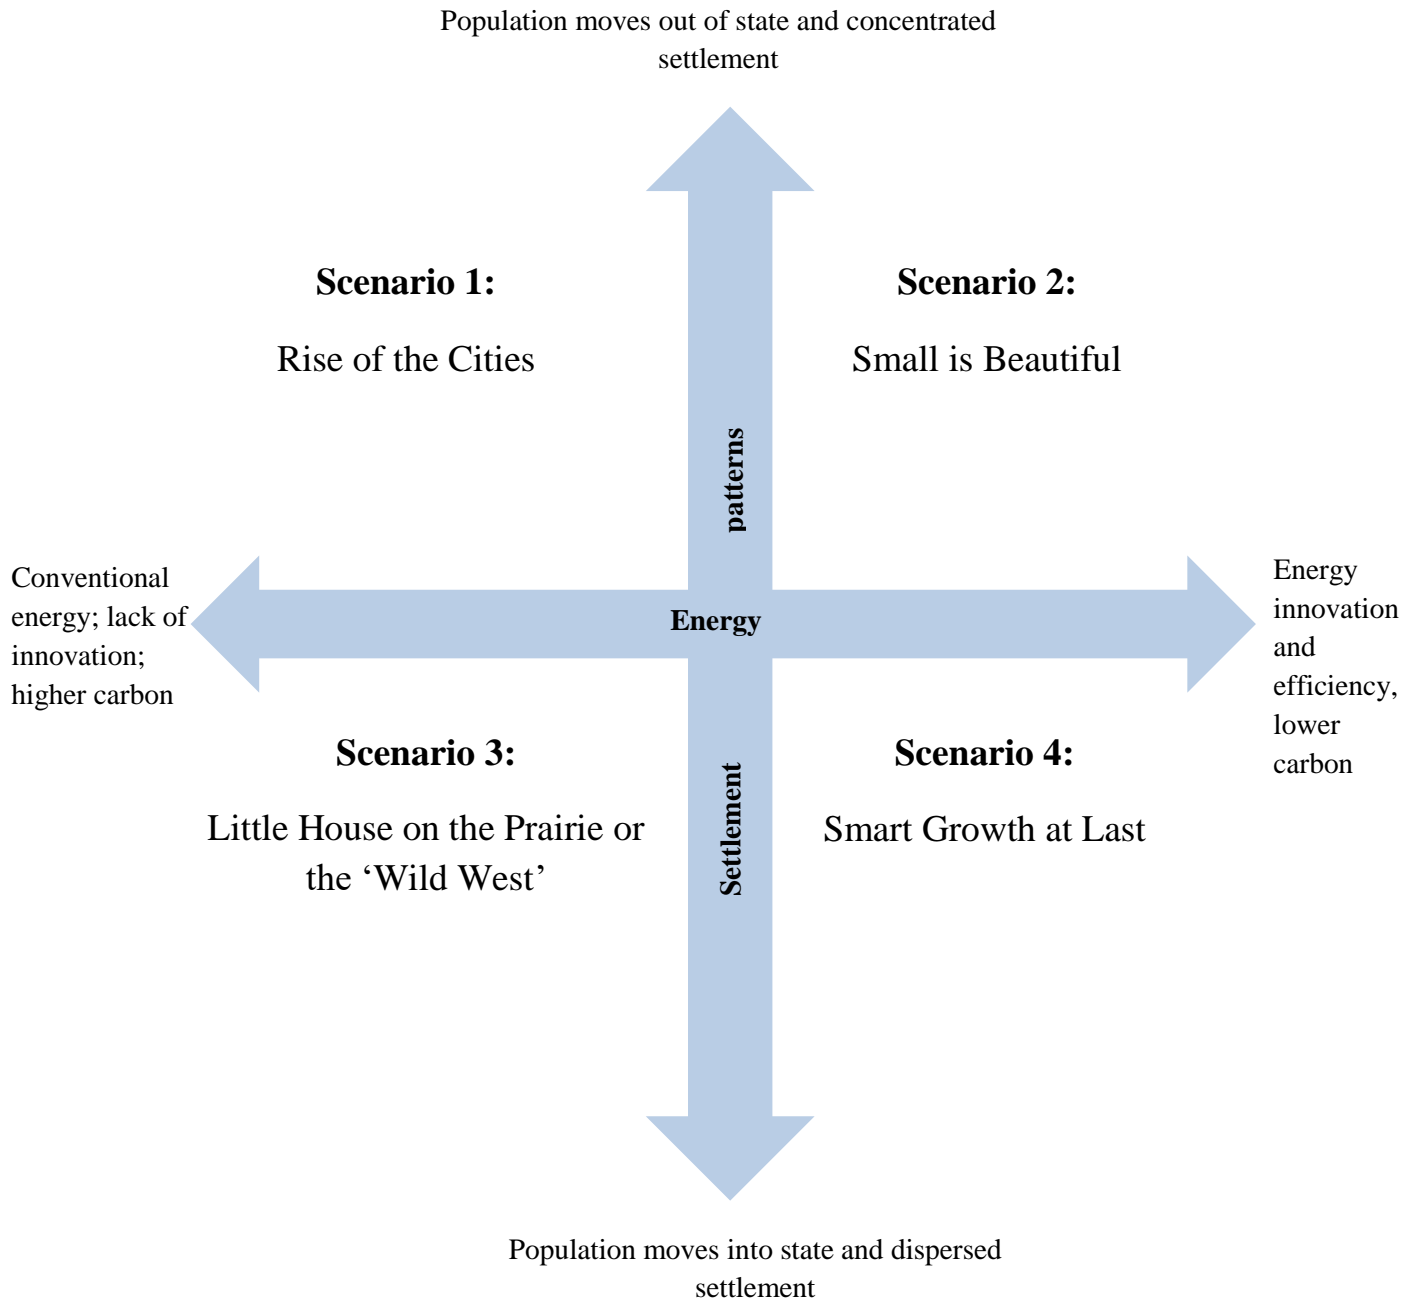 Population moves out of state and concentrated
settlement
Scenario 1:
Rise of the Cities
Scenario 2:
Small is Beautiful
patterns
Conventional
energy; lack of
innovation;
higher carbon
Energy
Energy
innovation
and
efficiency,
lower
carbon
Scenario 3:
Little House on the Prairie or
the ‘Wild West’
Settlement
Scenario 4:
Smart Growth at Last
Population moves into state and dispersed
settlement